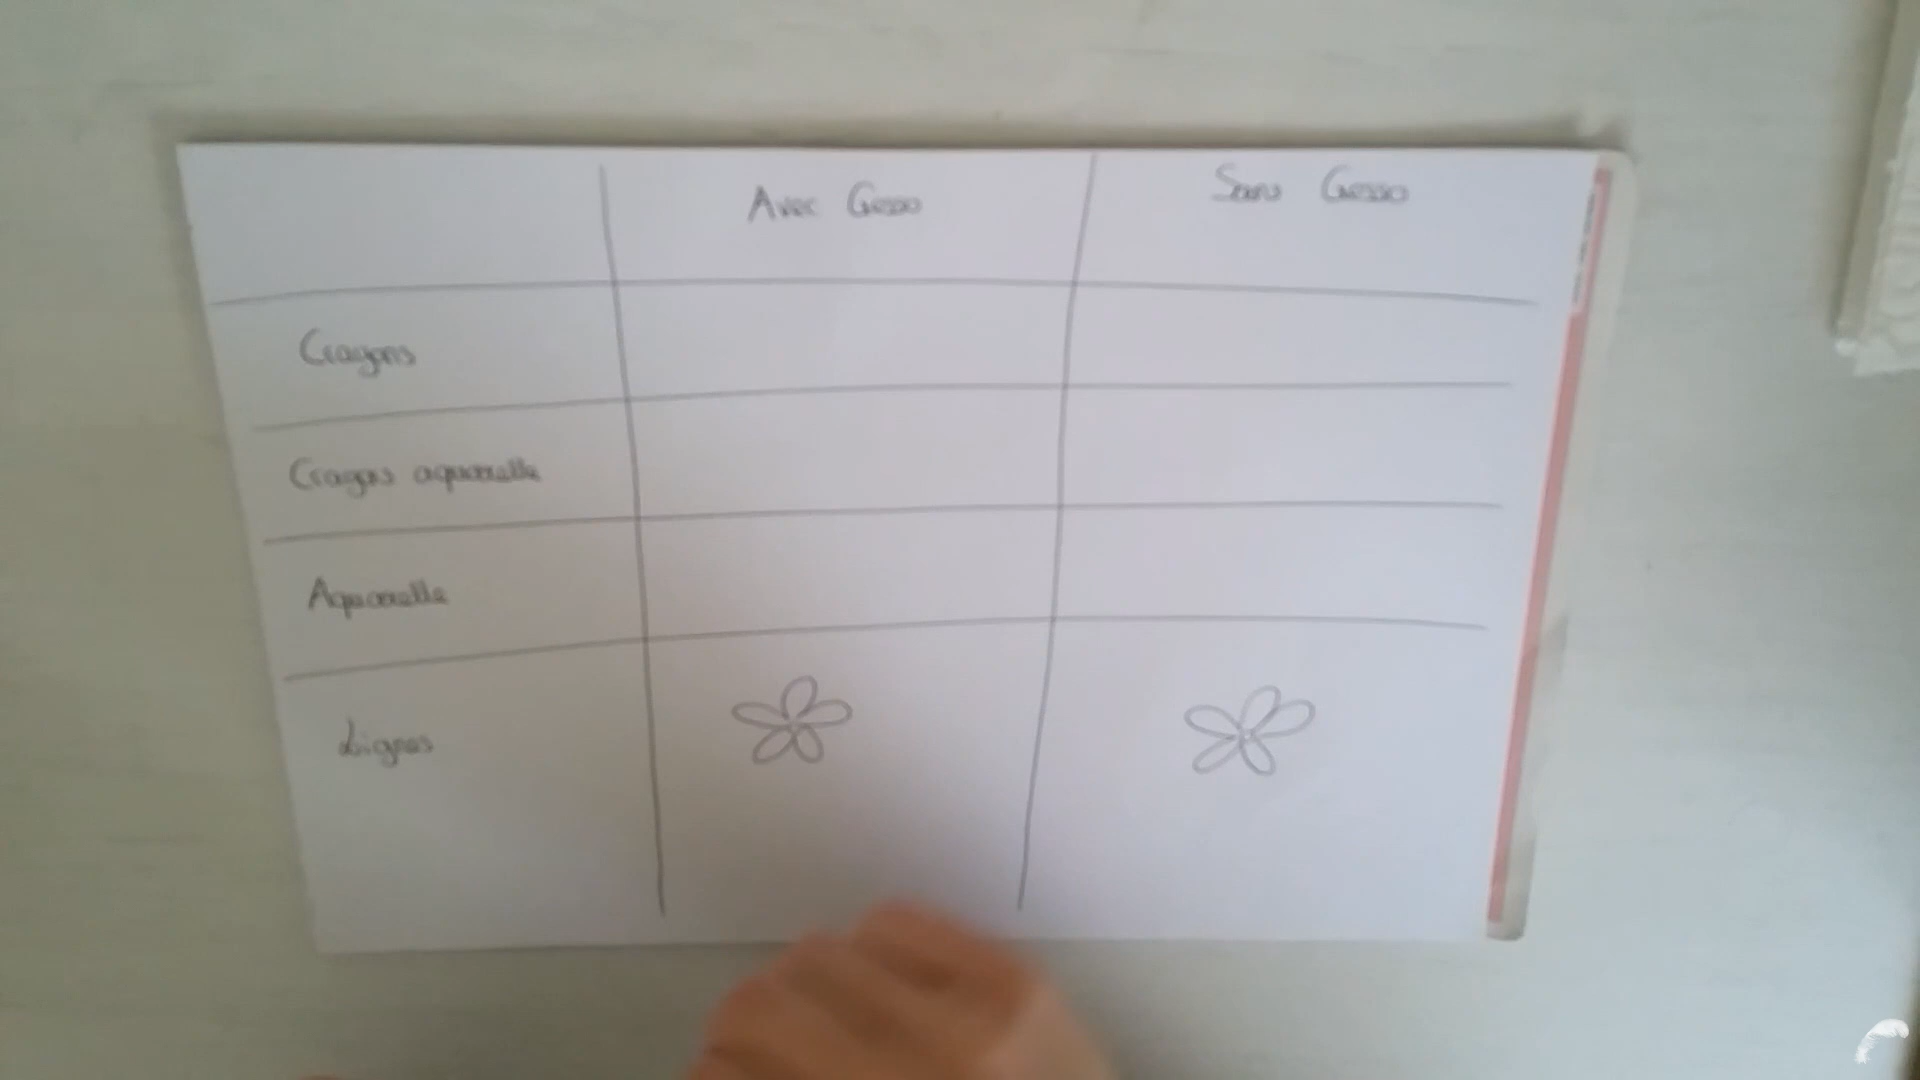 Avec Gesso
Sans Gesso
Crayons
Crayons aquarelle
Aquarelle
Lignes